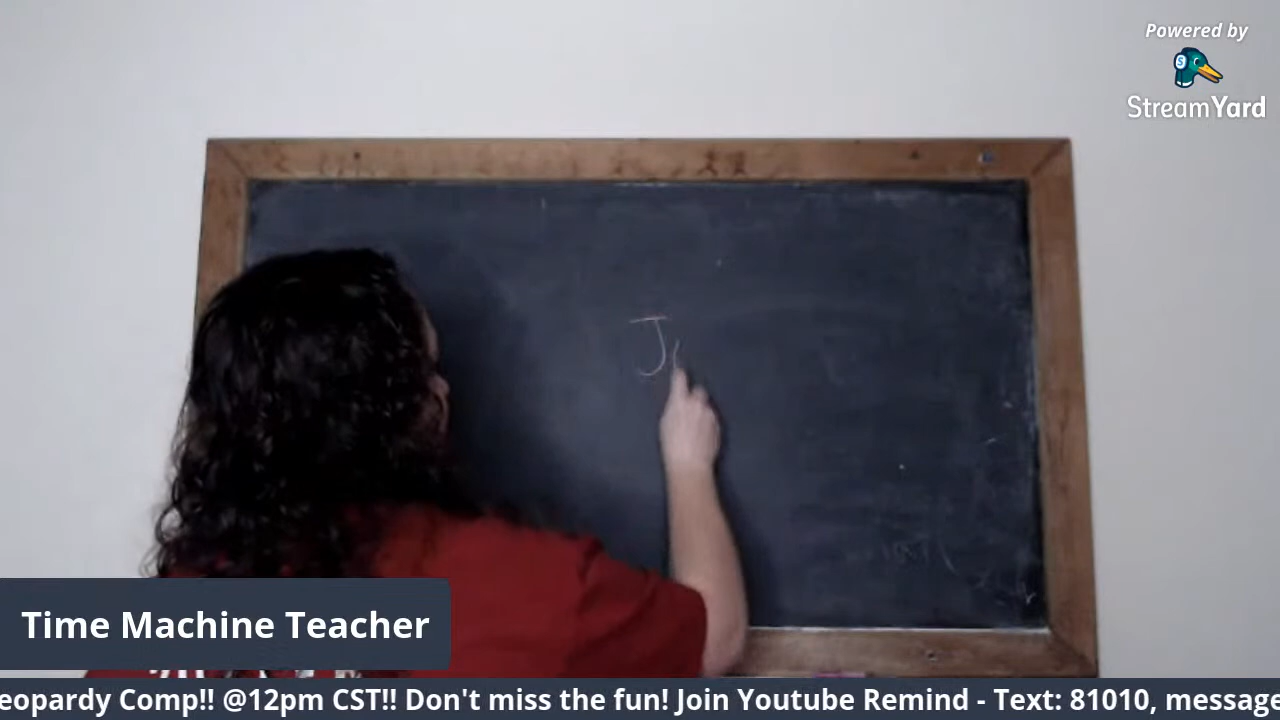 Powered by
StreamYard
J
Time Machine Teacher
eopardy Comp!! @12pm CST!! Don't miss the fun! Join Youtube Remind - Text: 81010, message